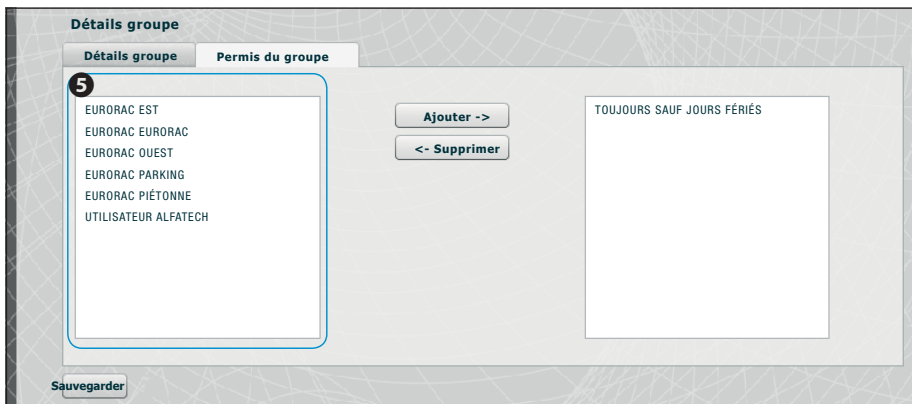 Détails groupe
Détails groupe
Permis du groupe
5
EURORAC EST
EURORAC EURORAC
EURORAC OUEST
EURORAC PARKING
EURORAC PIÉTONNE
UTILISATEUR ALFATECH
Ajouter ->
<- Supprimer
TOUJOURS SAUF JOURS FÉRIÉS
Sauvegarder